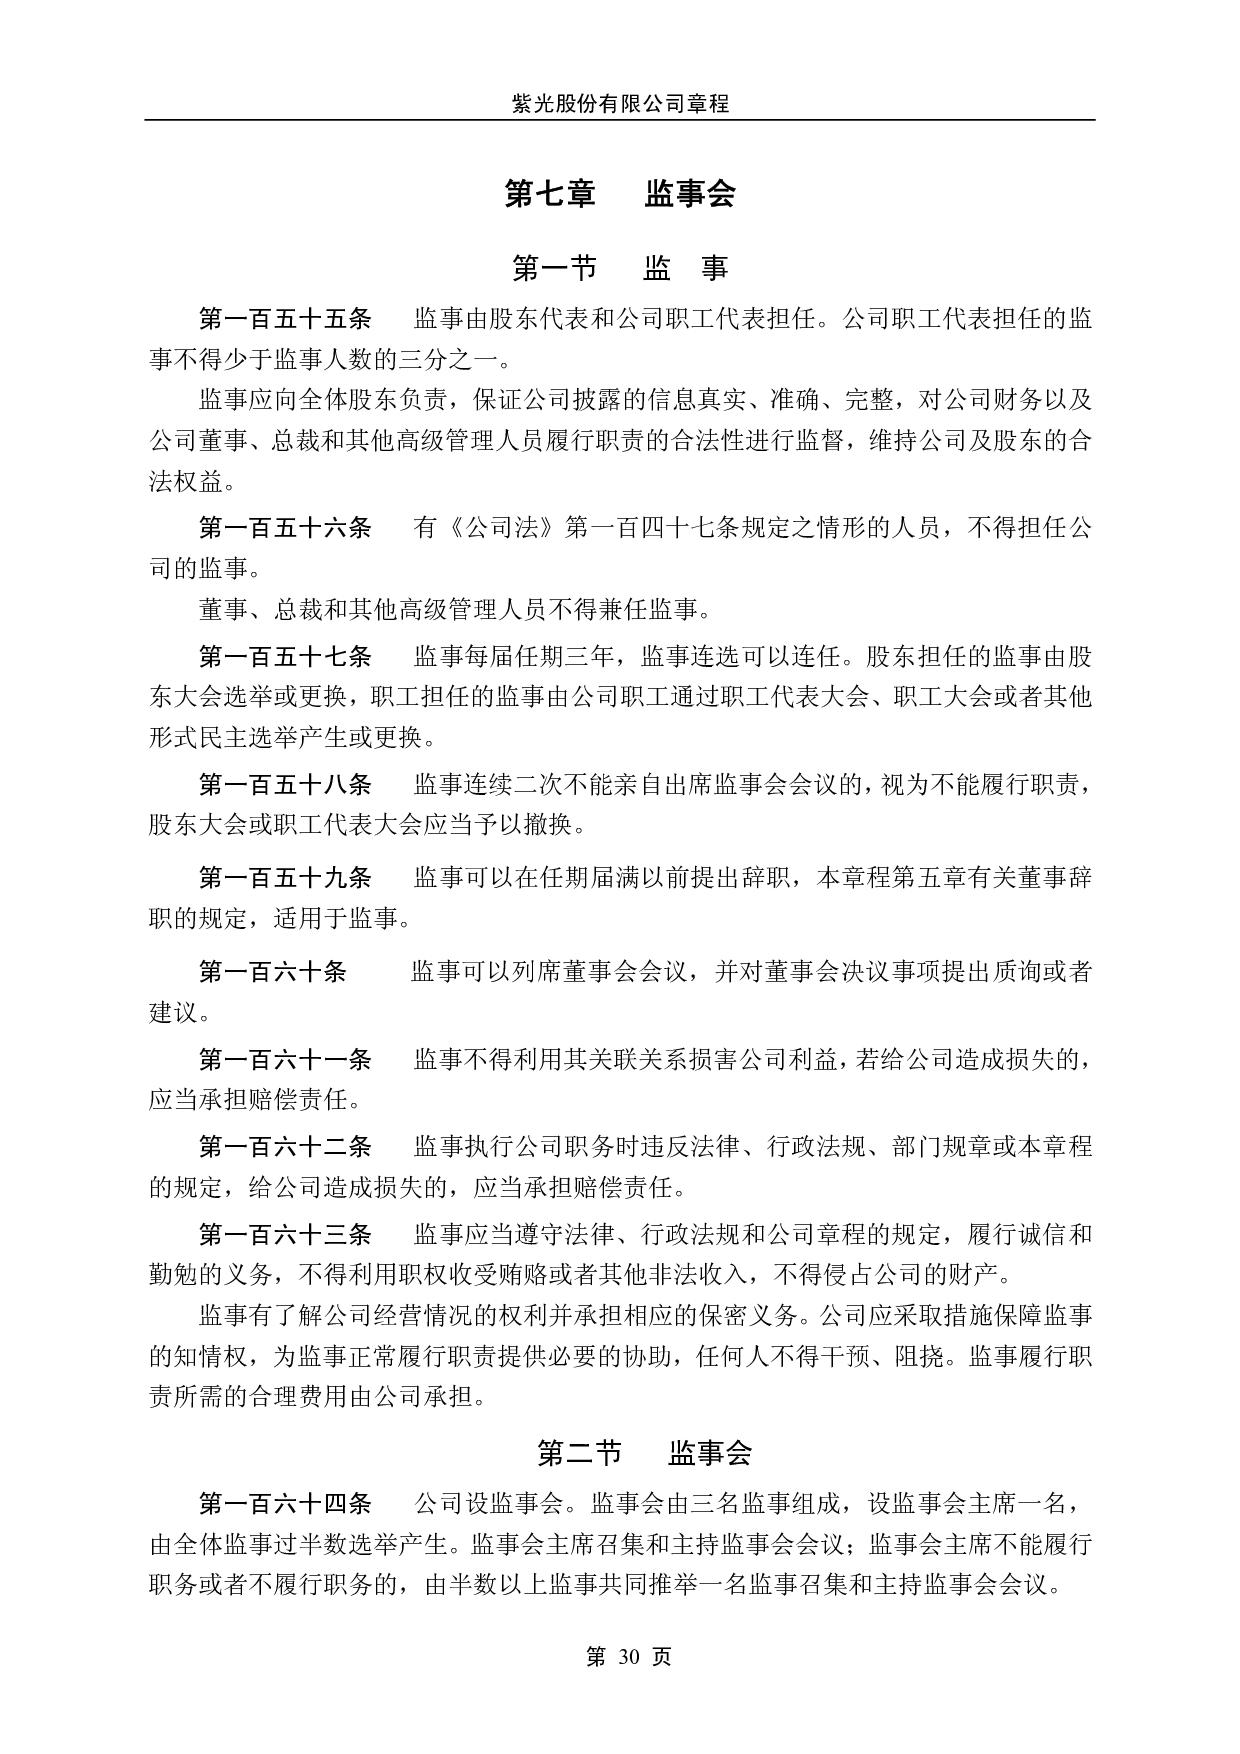 紫光股份有限公司章程
第七章 监事会
第一节 监 事
第一百五十五条 监事由股东代表和公司职工代表担任。公司职工代表担任的监
事不得少于监事人数的三分之一。
监事应向全体股东负责，保证公司披露的信息真实、准确、完整，对公司财务以及
公司董事、总裁和其他高级管理人员履行职责的合法性进行监督，维持公司及股东的合
法权益。
第一百五十六条 有《公司法》第一百四十七条规定之情形的人员，不得担任公
司的监事。
董事、总裁和其他高级管理人员不得兼任监事。
第一百五十七条 监事每届任期三年，监事连选可以连任。股东担任的监事由股
东大会选举或更换，职工担任的监事由公司职工通过职工代表大会、职工大会或者其他
形式民主选举产生或更换。
第一百五十八条 监事连续二次不能亲自出席监事会会议的，视为不能履行职责，
股东大会或职工代表大会应当予以撤换。
第一百五十九条 监事可以在任期届满以前提出辞职，本章程第五章有关董事辞
职的规定，适用于监事。
第一百六十条 监事可以列席董事会会议，并对董事会决议事项提出质询或者
建议。
第一百六十一条 监事不得利用其关联关系损害公司利益，若给公司造成损失的，
应当承担赔偿责任。
第一百六十二条 监事执行公司职务时违反法律、行政法规、部门规章或本章程
的规定，给公司造成损失的，应当承担赔偿责任。
第一百六十三条 监事应当遵守法律、行政法规和公司章程的规定，履行诚信和
勤勉的义务，不得利用职权收受贿赂或者其他非法收入，不得侵占公司的财产。
监事有了解公司经营情况的权利并承担相应的保密义务。公司应采取措施保障监事
的知情权，为监事正常履行职责提供必要的协助，任何人不得干预、阻挠。监事履行职
责所需的合理费用由公司承担。
第二节 监事会
第一百六十四条 公司设监事会。监事会由三名监事组成，设监事会主席一名，
由全体监事过半数选举产生。监事会主席召集和主持监事会会议；监事会主席不能履行
职务或者不履行职务的，由半数以上监事共同推举一名监事召集和主持监事会会议。
第 30 页